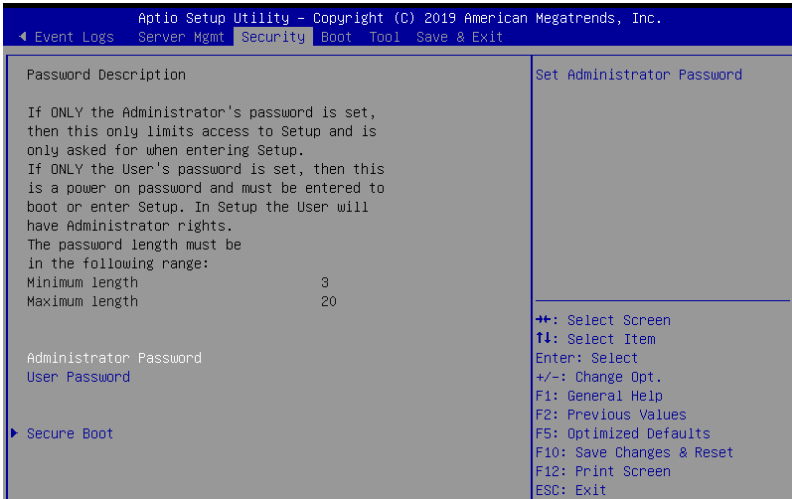 Aptio Setup Utility – Copyright (C) 2019 American Megatrends, Inc.
◄ Event Logs Server Mgmt Security Boot Tool Save & Exit
Password Description
If ONLY the Administrator's password is set,
then this only limits access to Setup and is
only asked for when entering Setup.
If ONLY the User's password is set, then this
is a power on password and must be entered to
boot or enter Setup. In Setup the User will
have Administrator rights.
The password length must be
in the following range:
Minimum length 3
Maximum length 20
Administrator Password
User Password
► Secure Boot
Set Administrator Password
→←: Select Screen
↑↓: Select Item
Enter: Select
+/-: Change Opt.
F1: General Help
F2: Previous Values
F5: Optimized Defaults
F10: Save Changes & Reset
F12: Print Screen
ESC: Exit